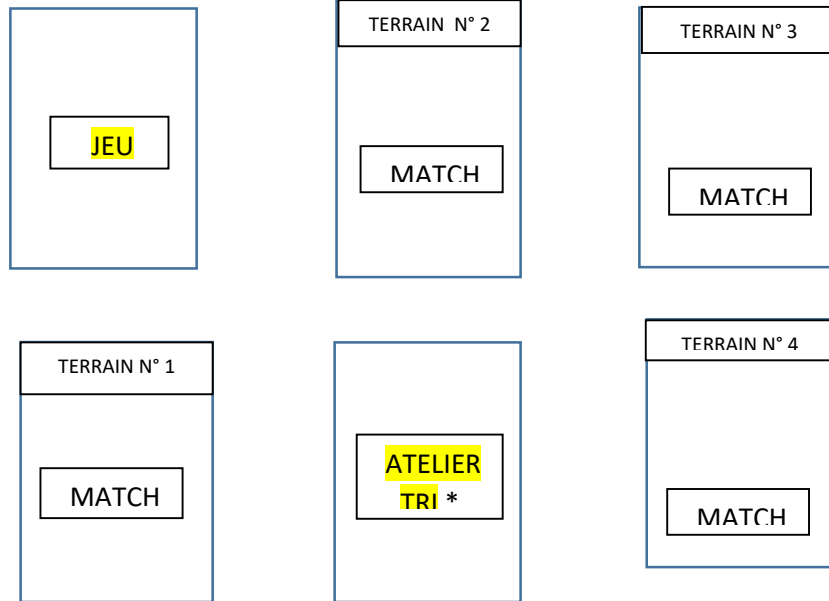 JEU
TERRAIN N° 2
MATCH
TERRAIN N° 3
MATCH
TERRAIN N° 1
MATCH
ATELIER
TRI *
TERRAIN N° 4
MATCH